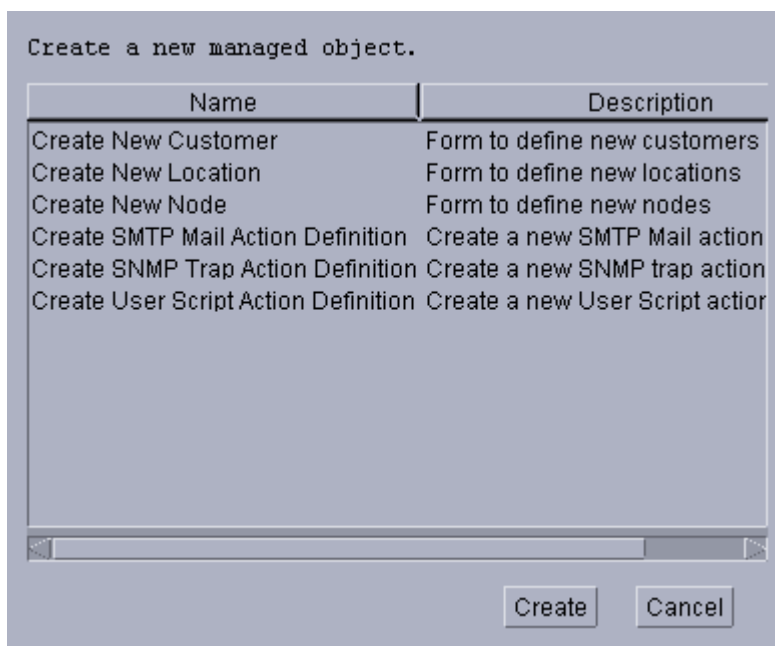 Create a new managed object.
Name Description
Create New Customer Form to define new customers
Create New Location Form to define new locations
Create New Node Form to define new nodes
Create SMTP Mail Action Definition Create a new SMTP Mail action
Create SNMP Trap Action Definition Create a new SNMP trap action
Create User Script Action Definition Create a new User Script action
Create Cancel